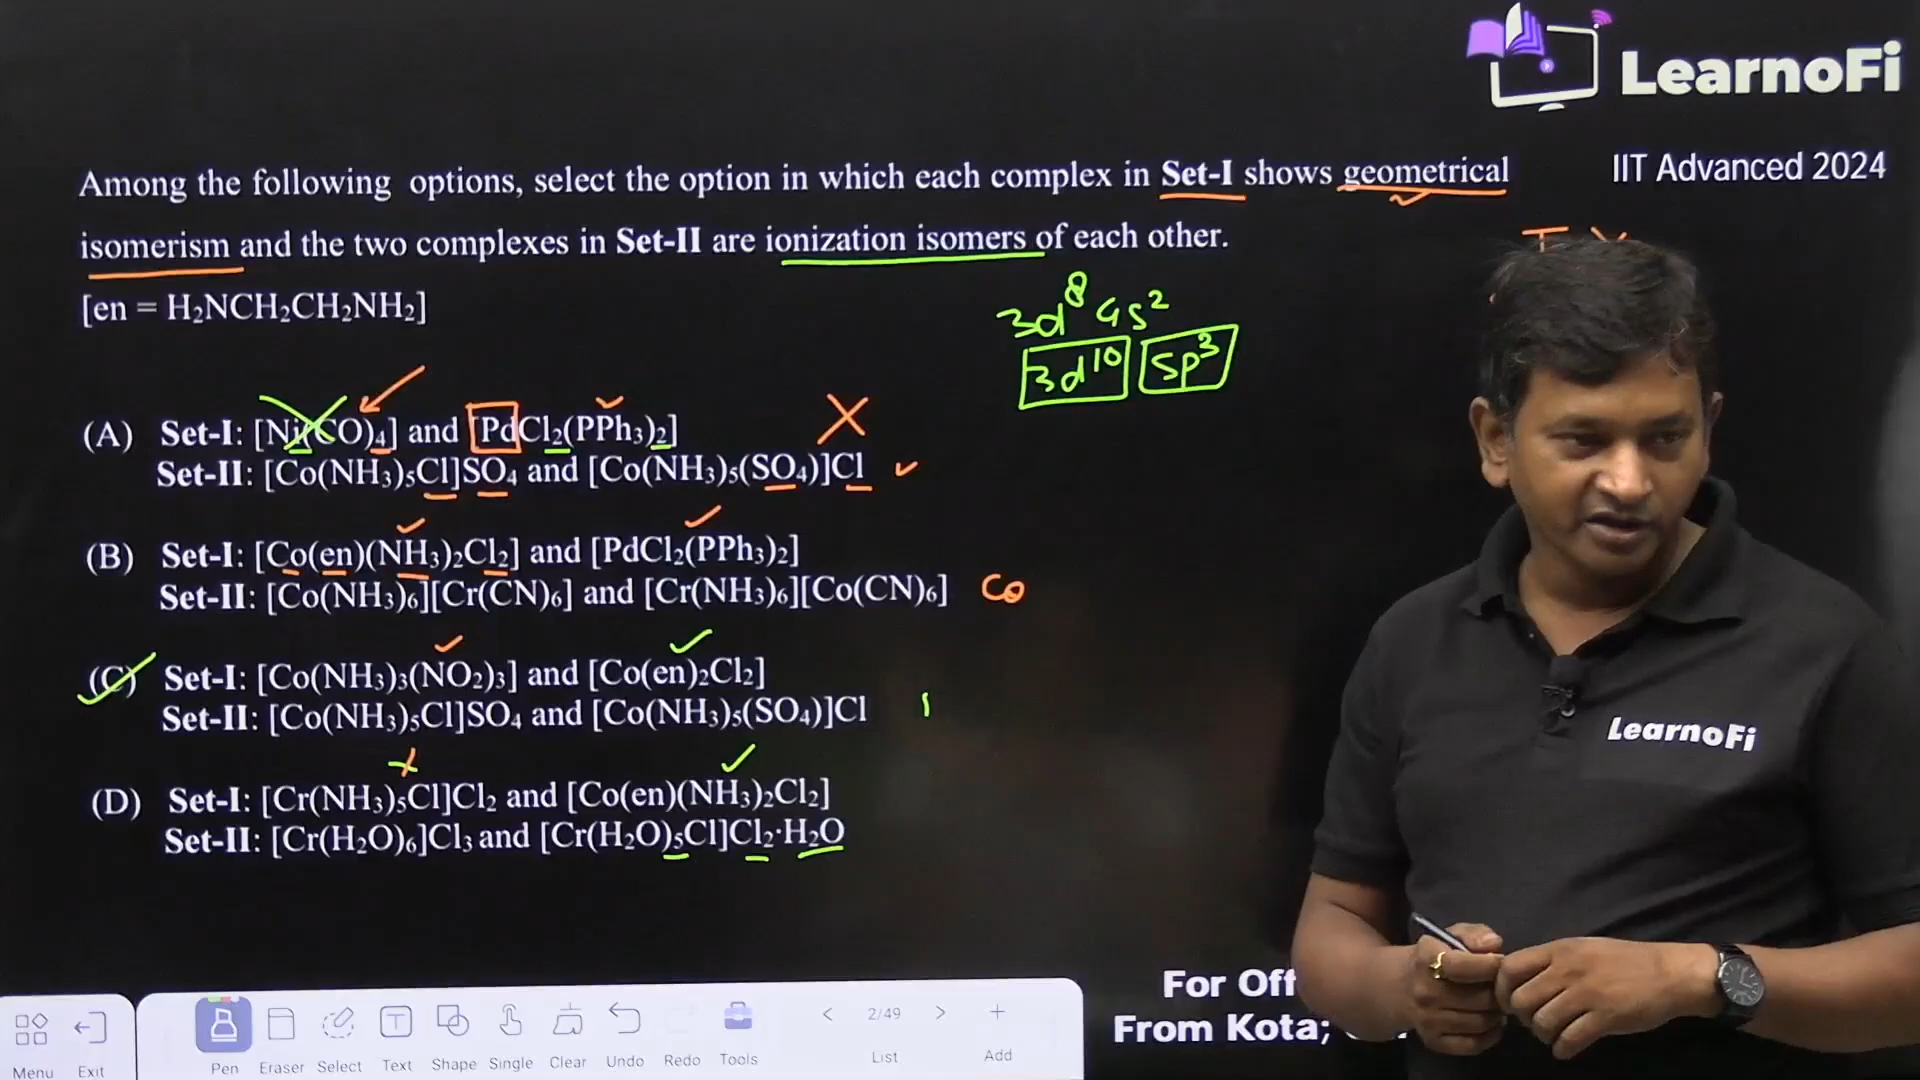 LearnoFi
IIT Advanced 2024
Among the following options, select the option in which each complex in Set-I shows geometrical
isomerism and the two complexes in Set-II are ionization isomers of each other.
[en = H₂NCH₂CH₂NH₂]
3d⁸ 4s²
3d¹⁰ sp³
(A) Set-I: [Ni(CO)₄] and [PdCl₂(PPh₃)₂]
Set-II: [Co(NH₃)₅Cl]SO₄ and [Co(NH₃)₅(SO₄)]Cl
(B) Set-I: [Co(en)(NH₃)₂Cl₂] and [PdCl₂(PPh₃)₂]
Set-II: [Co(NH₃)₆][Cr(CN)₆] and [Cr(NH₃)₆][Co(CN)₆] Co
(C) Set-I: [Co(NH₃)₃(NO₂)₃] and [Co(en)₂Cl₂]
Set-II: [Co(NH₃)₅Cl]SO₄ and [Co(NH₃)₅(SO₄)]Cl
(D) Set-I: [Cr(NH₃)₅Cl]Cl₂ and [Co(en)(NH₃)₂Cl₂]
Set-II: [Cr(H₂O)₆]Cl₃ and [Cr(H₂O)₅Cl]Cl₂·H₂O
LearnoFi
For Off
From Kota;
Menu Exit Pen Eraser Select Text Shape Single Clear Undo Redo Tools
< 2/49 > +
List Add